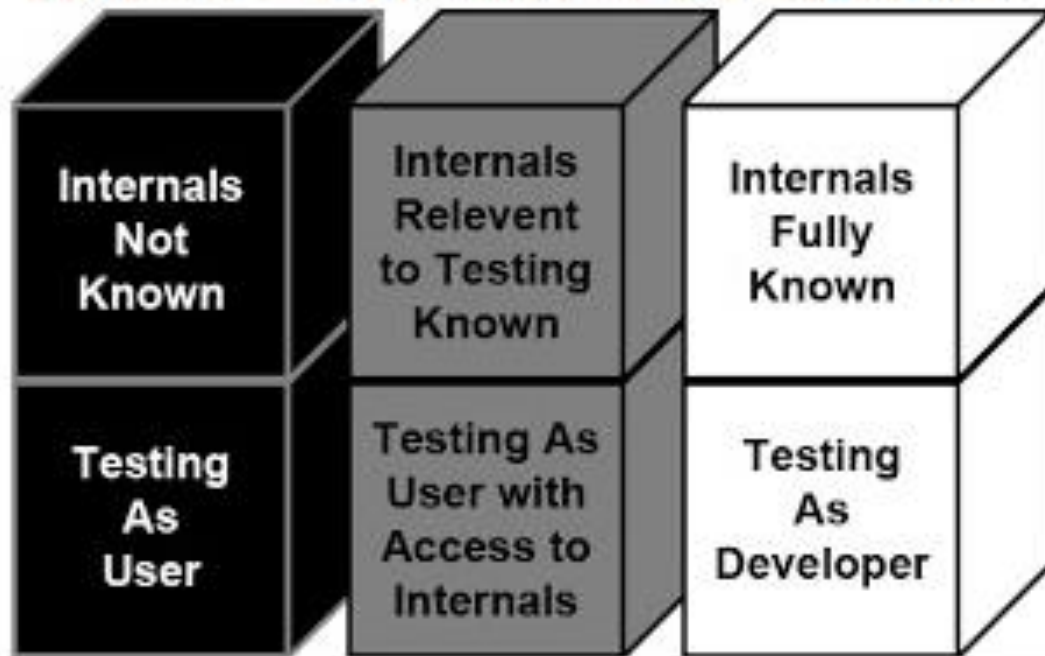 Internals
Not
Known
Internals
Relevent
to Testing
Known
Internals
Fully
Known
Testing
As
User
Testing As
User with
Access to
Internals
Testing
As
Developer